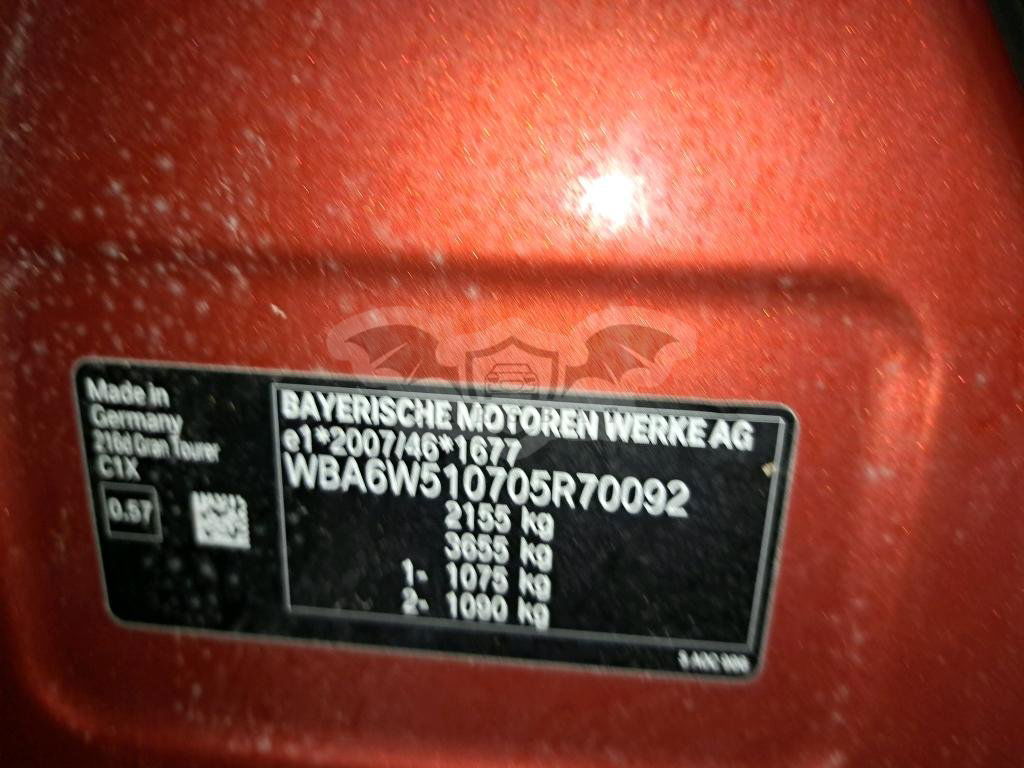 Made in
Germany
216d Gran Tourer
C1X
0.57
BAYERISCHE MOTOREN WERKE AG
e1*2007/46*1677
WBA6W510705R70092
2155 kg
3655 kg
1- 1075 kg
2- 1090 kg